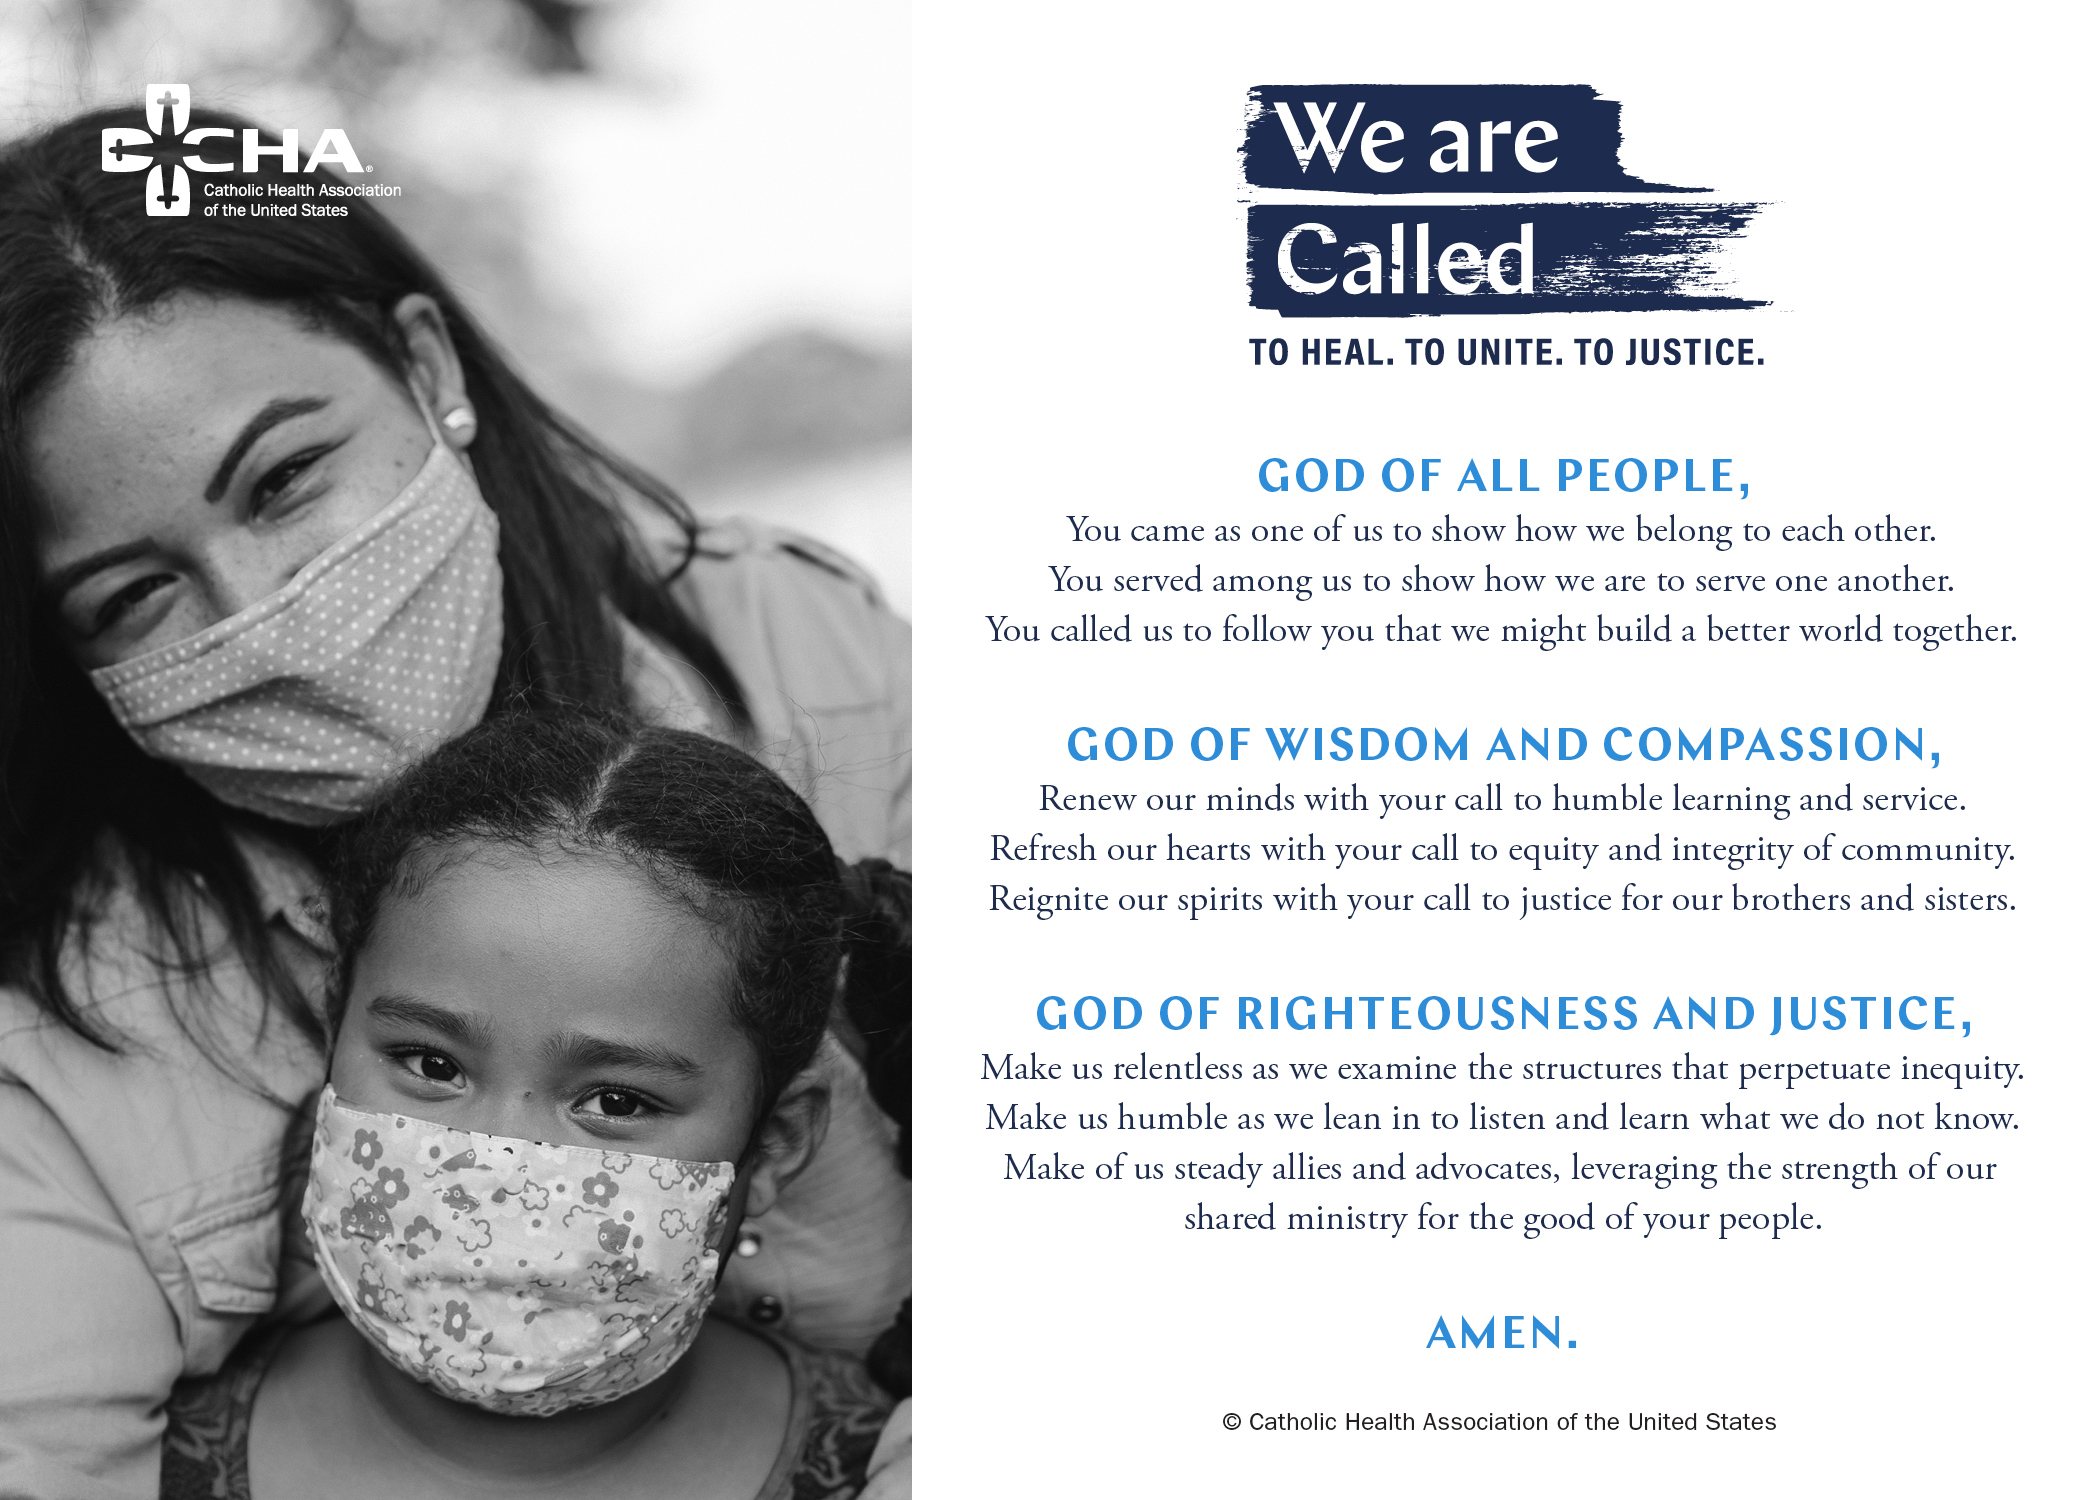 CHA®
Catholic Health Association
of the United States
We are
Called
TO HEAL. TO UNITE. TO JUSTICE.
GOD OF ALL PEOPLE,
You came as one of us to show how we belong to each other.
You served among us to show how we are to serve one another.
You called us to follow you that we might build a better world together.
GOD OF WISDOM AND COMPASSION,
Renew our minds with your call to humble learning and service.
Refresh our hearts with your call to equity and integrity of community.
Reignite our spirits with your call to justice for our brothers and sisters.
GOD OF RIGHTEOUSNESS AND JUSTICE,
Make us relentless as we examine the structures that perpetuate inequity.
Make us humble as we lean in to listen and learn what we do not know.
Make of us steady allies and advocates, leveraging the strength of our
shared ministry for the good of your people.
AMEN.
© Catholic Health Association of the United States